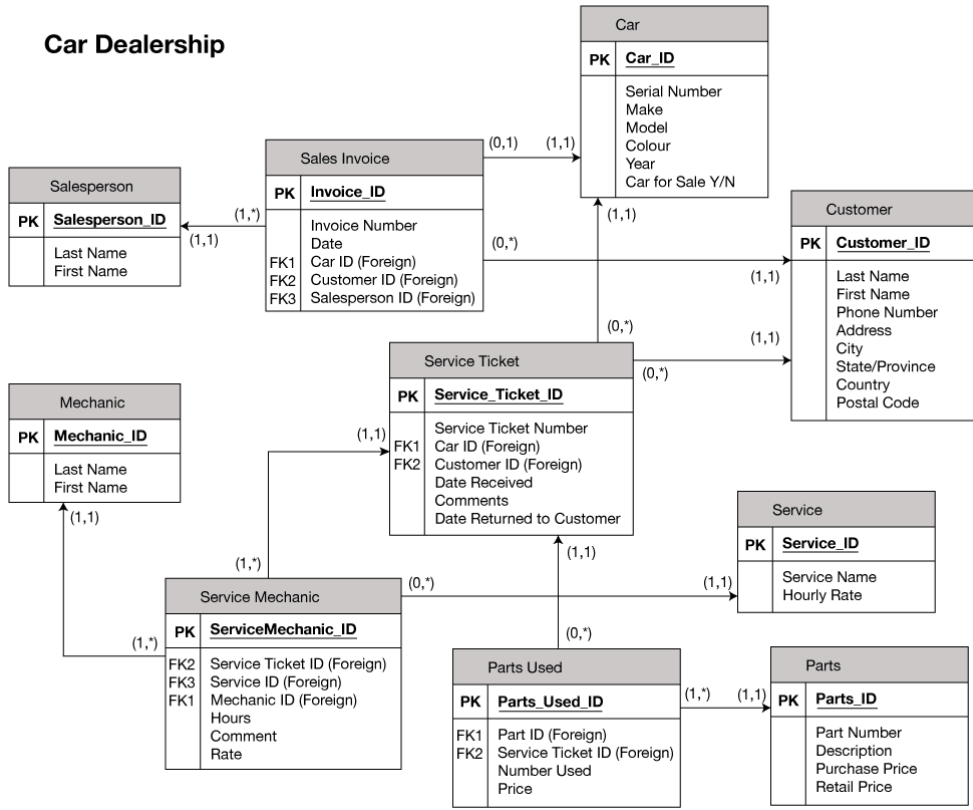 Car Dealership
Car
PK Car_ID
Serial Number
Make
Model
Colour
Year
Car for Sale Y/N
(0,1)
(1,1)
(1,1)
Sales Invoice
PK Invoice_ID
Invoice Number
Date
FK1 Car ID (Foreign)
FK2 Customer ID (Foreign)
FK3 Salesperson ID (Foreign)
(1,*)
(1,1)
(0,*)
(1,1)
Salesperson
PK Salesperson_ID
Last Name
First Name
Customer
PK Customer_ID
Last Name
First Name
Phone Number
Address
City
State/Province
Country
Postal Code
(0,*)
(1,1)
(0,*)
Service Ticket
PK Service_Ticket_ID
Service Ticket Number
FK1 Car ID (Foreign)
FK2 Customer ID (Foreign)
Date Received
Comments
Date Returned to Customer
(1,1)
(1,1)
Mechanic
PK Mechanic_ID
Last Name
First Name
(1,1)
Service
PK Service_ID
Service Name
Hourly Rate
(1,*)
(0,*)
(1,1)
Service Mechanic
PK ServiceMechanic_ID
FK2 Service Ticket ID (Foreign)
FK3 Service ID (Foreign)
FK1 Mechanic ID (Foreign)
Hours
Comment
Rate
(1,*)
(0,*)
Parts Used
PK Parts_Used_ID
FK1 Part ID (Foreign)
FK2 Service Ticket ID (Foreign)
Number Used
Price
(1,*)
(1,1)
Parts
PK Parts_ID
Part Number
Description
Purchase Price
Retail Price